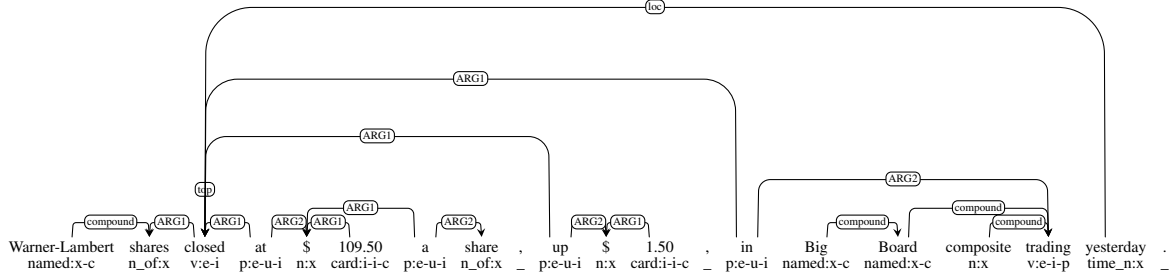 loc
ARG1
ARG1
top
ARG2
ARG1
compound
compound ARG1 ARG1 ARG2 ARG1 ARG2 ARG2 ARG1 compound compound
Warner-Lambert shares closed at $ 109.50 a share , up $ 1.50 , in Big Board composite trading yesterday .
named:x-c n_of:x v:e-i p:e-u-i n:x card:i-i-c p:e-u-i n_of:x _ p:e-u-i n:x card:i-i-c _ p:e-u-i named:x-c named:x-c n:x v:e-i-p time_n:x _